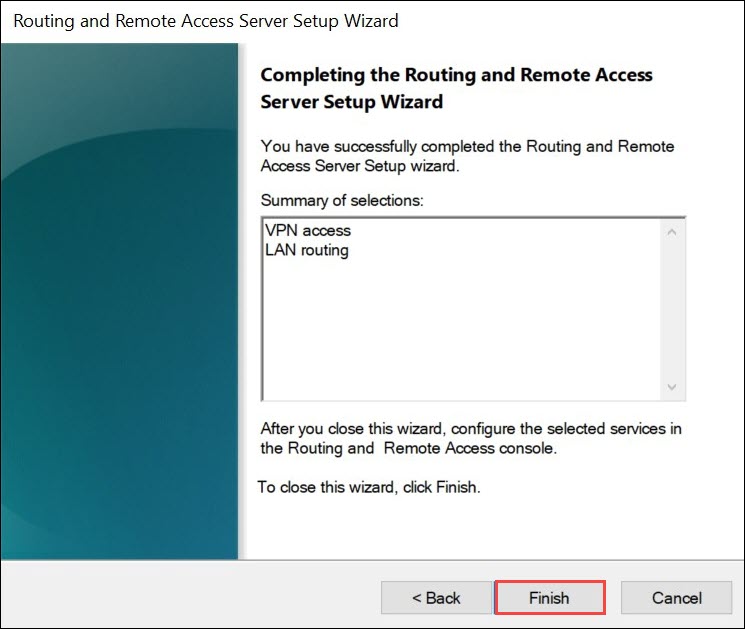 Routing and Remote Access Server Setup Wizard
Completing the Routing and Remote Access
Server Setup Wizard
You have successfully completed the Routing and Remote
Access Server Setup wizard.
Summary of selections:
VPN access
LAN routing
After you close this wizard, configure the selected services in
the Routing and  Remote Access console.
To close this wizard, click Finish.
< Back
Finish
Cancel